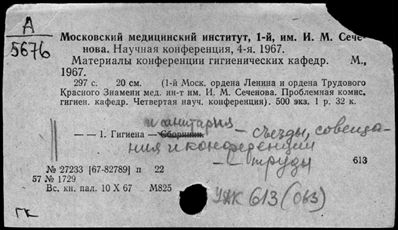 А
5676
Московский медицинский институт, 1-й, им. И. М. Сече-
нова. Научная конференция, 4-я. 1967.
Материалы конференции гигиенических кафедр. М.,
1967.
297 с. 20 см. (1-й Моск. ордена Ленина и ордена Трудового
Красного Знамени мед. ин-т им. И. М. Сеченова. Проблемная комис.
гигиен. кафедр. Четвертая науч. конференция). 500 экз. 1 р. 32 к.
и санитария
— — 1. Гигиена — Сборник — съезды, совеща-
ния и конференции
— труды
613
№ 27233 [67-82789] п 22
57 № 1729
Вс. кн. пал. 10 X 67 М825
УДК 613(063)
ГК